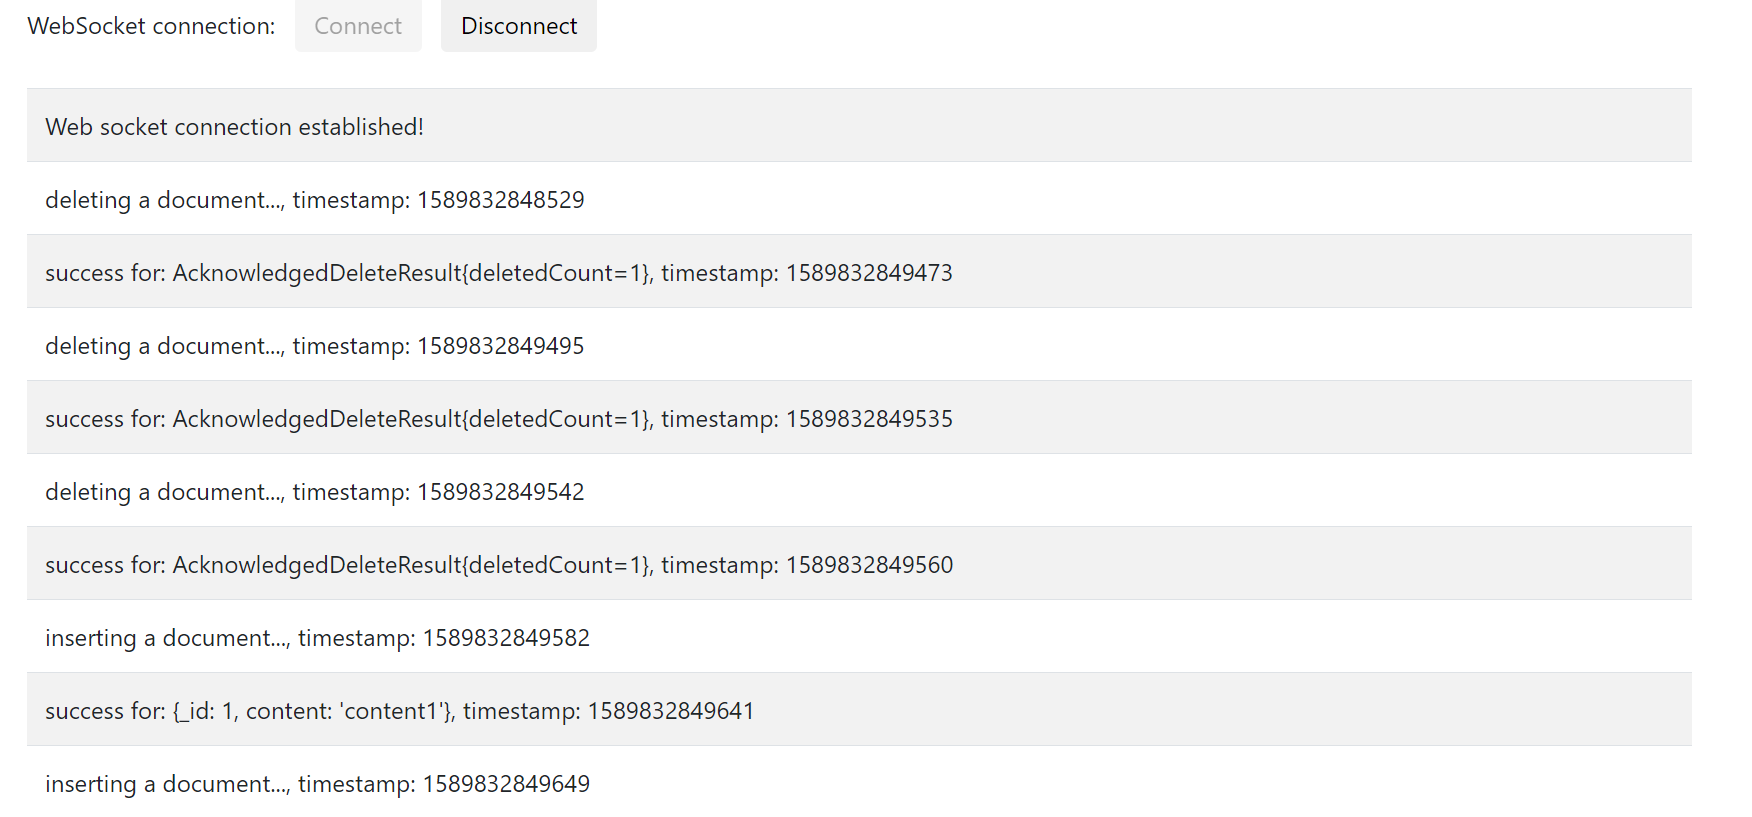 WebSocket connection: Connect Disconnect
Web socket connection established!
deleting a document..., timestamp: 1589832848529
success for: AcknowledgedDeleteResult{deletedCount=1}, timestamp: 1589832849473
deleting a document..., timestamp: 1589832849495
success for: AcknowledgedDeleteResult{deletedCount=1}, timestamp: 1589832849535
deleting a document..., timestamp: 1589832849542
success for: AcknowledgedDeleteResult{deletedCount=1}, timestamp: 1589832849560
inserting a document..., timestamp: 1589832849582
success for: {_id: 1, content: 'content1'}, timestamp: 1589832849641
inserting a document..., timestamp: 1589832849649